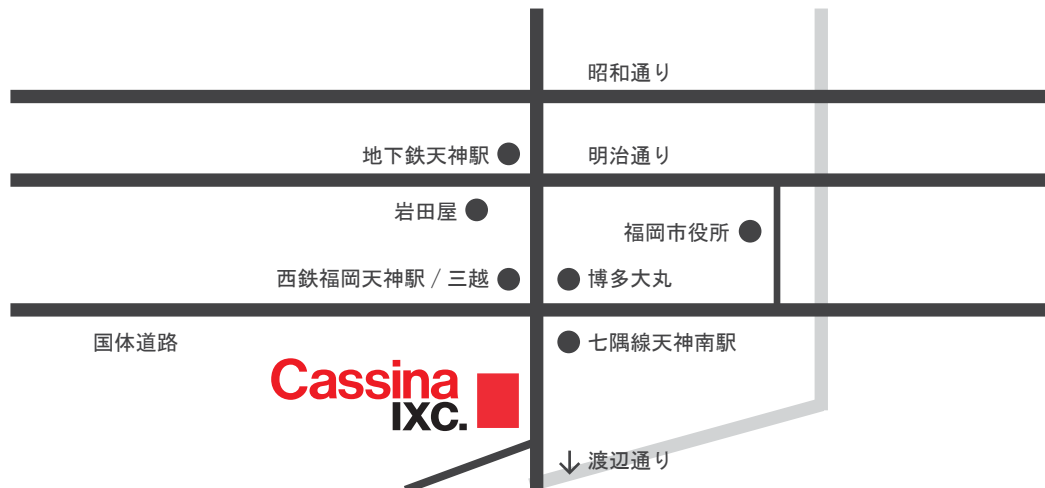 昭和通り
地下鉄天神駅
明治通り
岩田屋
福岡市役所
西鉄福岡天神駅 / 三越
博多大丸
国体道路
七隈線天神南駅
Cassina
IXC.
↓ 渡辺通り